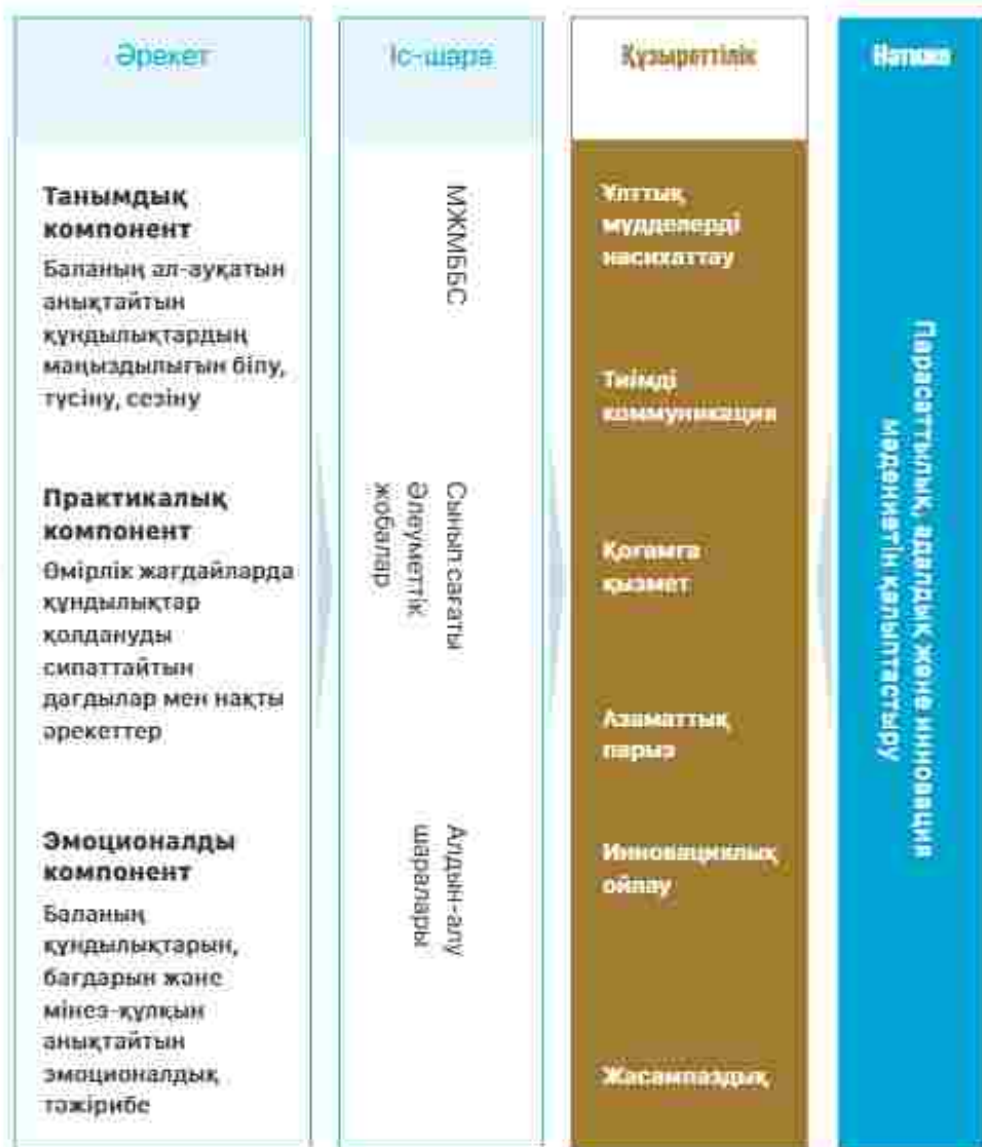 Әрекет
Танымдық
компонент
Баланың ал-ауқатын
анықтайтын
құндылықтардың
маңыздылығын білу,
түсіну, сезіну
Практикалық
компонент
Өмірлік жағдайларда
құндылықтар
қолдануды
сипаттайтын
дағдылар мен нақты
әрекеттер
Эмоционалды
компонент
Баланың
құндылықтарын,
бағдарын және
мінез-құлқын
анықтайтын
эмоционалдық
тәжірибе
Іс-шара
МЖМББС
Сынып сағаты
Әлеуметтік
жобалар
Алдын-алу
шаралары
Құзыреттілік
Ұлттық
мүдделерді
насихаттау
Тиімді
коммуникация
Қоғамға
қызмет
Азаматтық
парыз
Инновациялық
ойлау
Жасампаздық
Нәтиже
Парасаттылық, адалдық және инновация
мәдениетін қалыптастыру